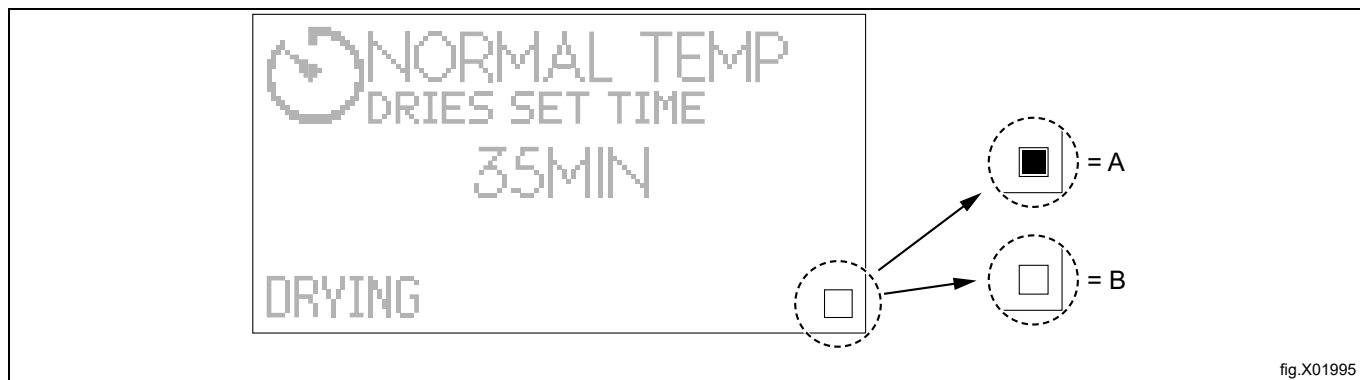 NORMAL TEMP
DRIES SET TIME
35MIN
DRYING
= A
= B
fig.X01995